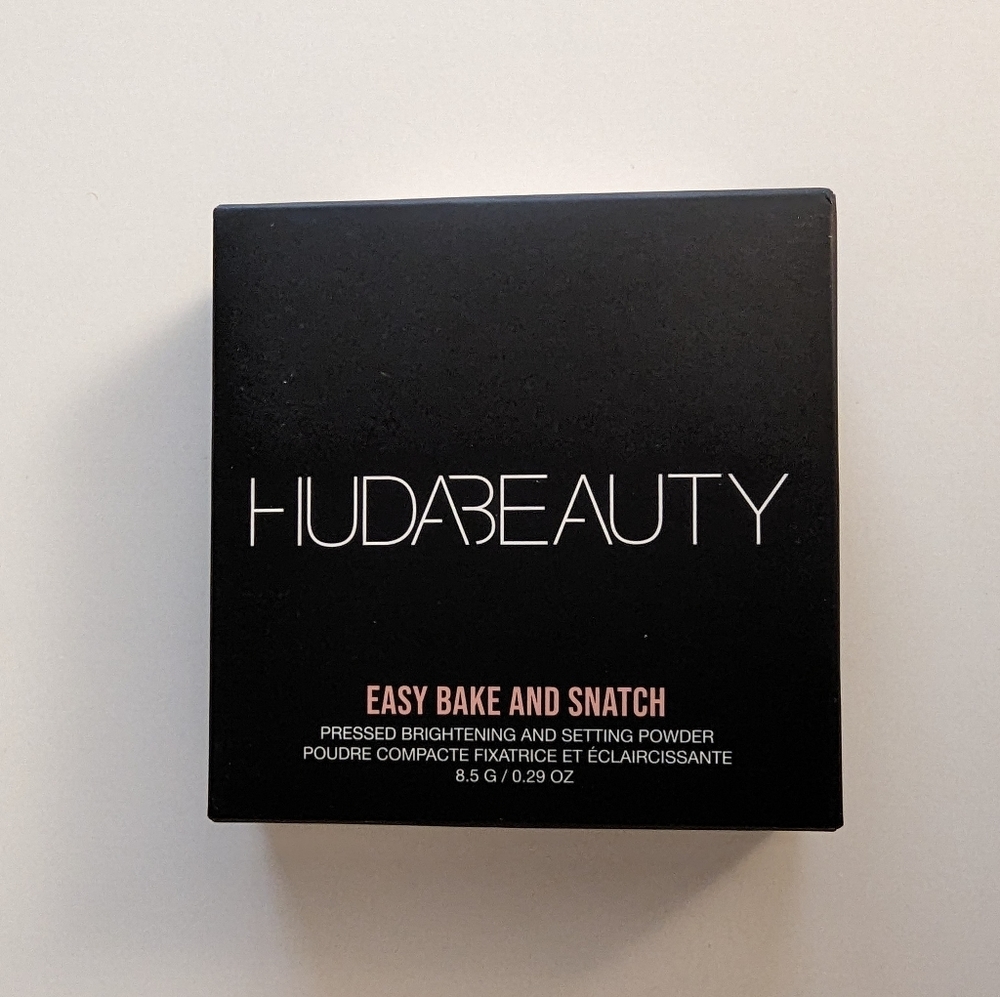 HUDABEAUTY
EASY BAKE AND SNATCH
PRESSED BRIGHTENING AND SETTING POWDER
POUDRE COMPACTE FIXATRICE ET ÉCLAIRCISSANTE
8.5 G / 0.29 OZ